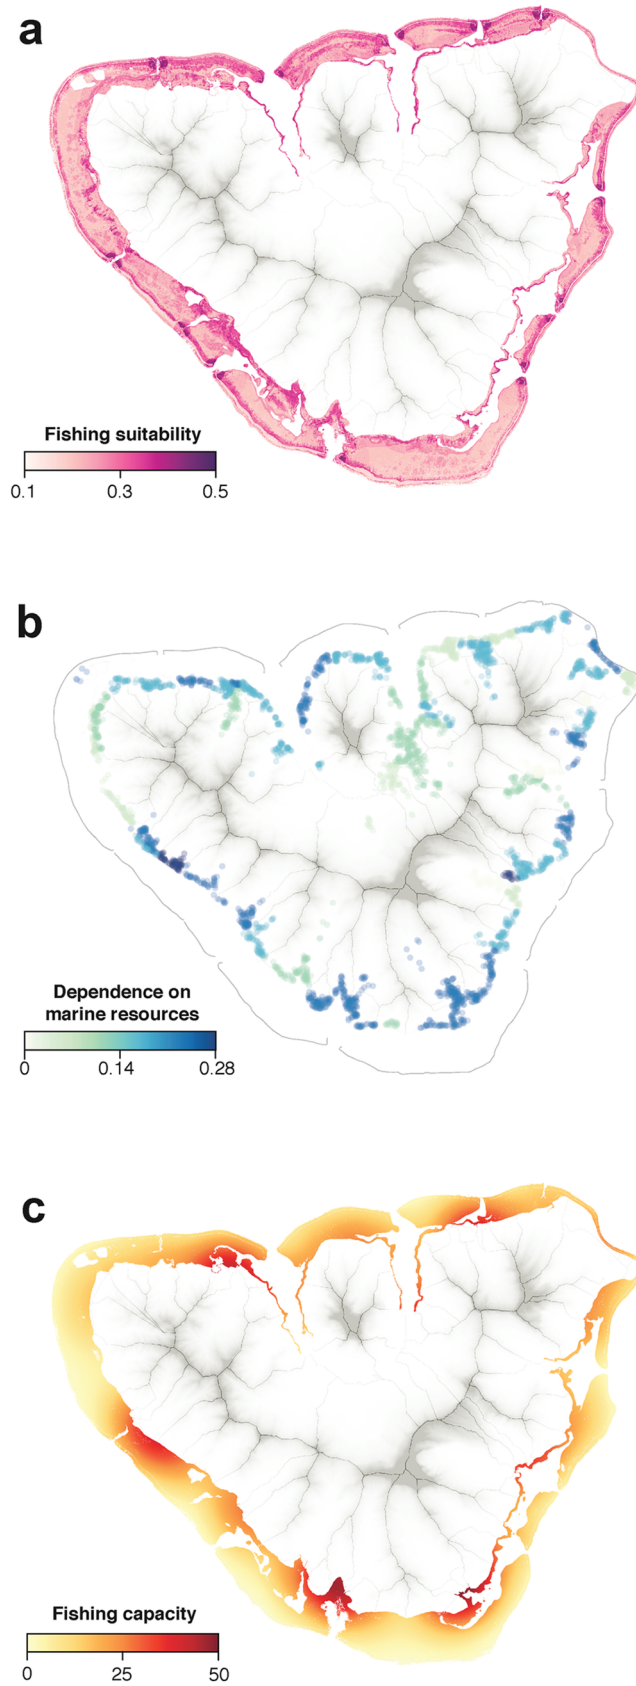 a
Fishing suitability
0.1 0.3 0.5
b
Dependence on
marine resources
0 0.14 0.28
c
Fishing capacity
0 25 50